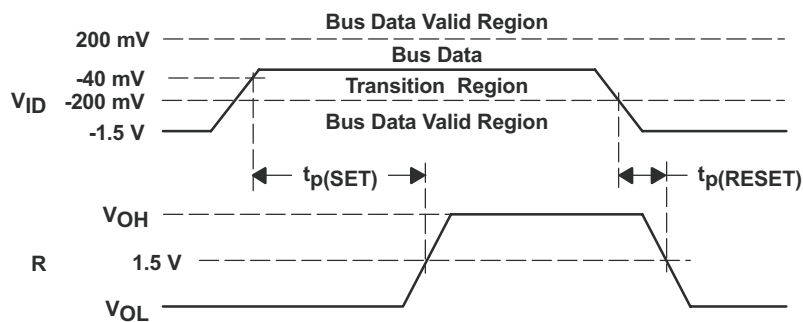 Bus Data Valid Region
200 mV
Bus Data
-40 mV
Transition Region
VID
-200 mV
Bus Data Valid Region
-1.5 V
tp(SET)
tp(RESET)
VOH
R
1.5 V
VOL